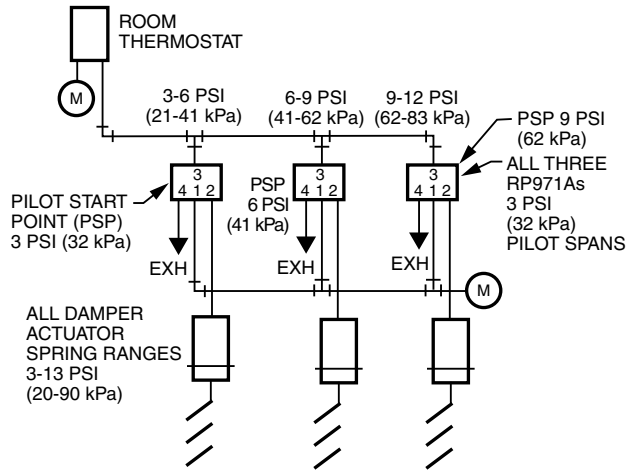 ROOM
THERMOSTAT
M
3-6 PSI
(21-41 kPa)
6-9 PSI
(41-62 kPa)
9-12 PSI
(62-83 kPa)
PSP 9 PSI
(62 kPa)
3
4 1 2
3
4 1 2
3
4 1 2
ALL THREE
RP971As
3 PSI
(32 kPa)
PILOT SPANS
PSP
6 PSI
(41 kPa)
PILOT START
POINT (PSP)
3 PSI (32 kPa)
EXH
EXH
EXH
M
ALL DAMPER
ACTUATOR
SPRING RANGES
3-13 PSI
(20-90 kPa)